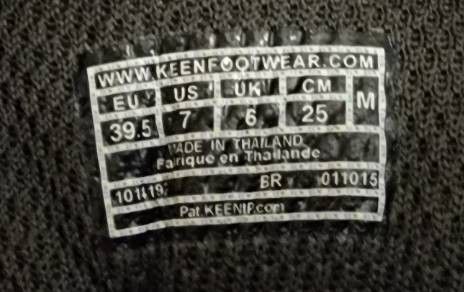 WWW.KEENFOOTWEAR.COM
EU US UK CM M
39.5 7 6 25
MADE IN THAILAND
Fabrique en Thaïlande
BR 011015
Pat.KEENIP.com